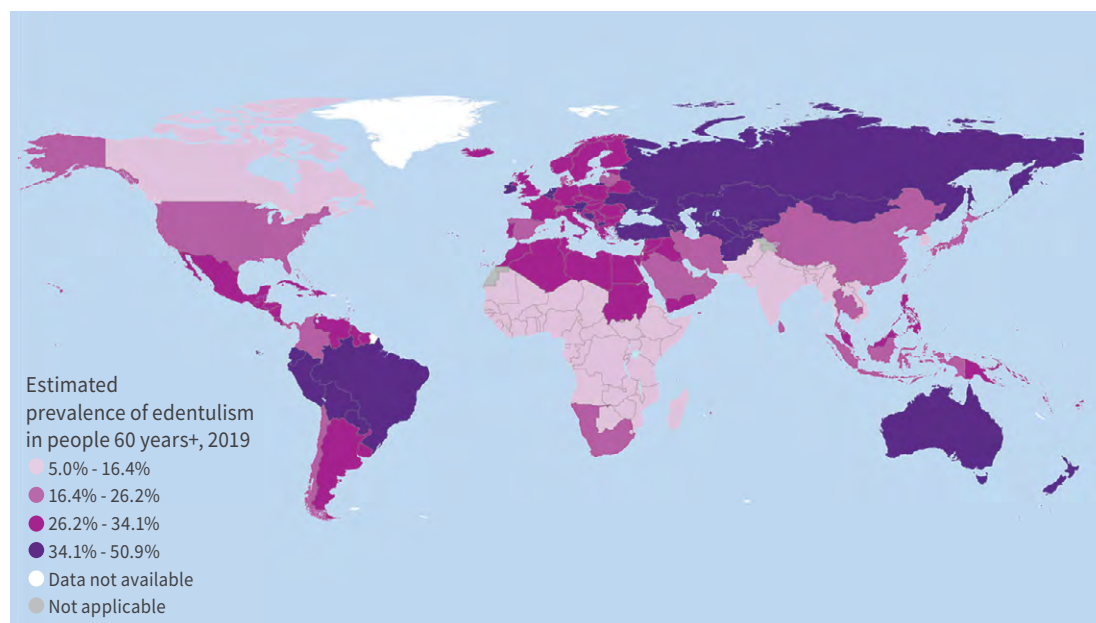 Estimated
prevalence of edentulism
in people 60 years+, 2019
5.0% - 16.4%
16.4% - 26.2%
26.2% - 34.1%
34.1% - 50.9%
Data not available
Not applicable